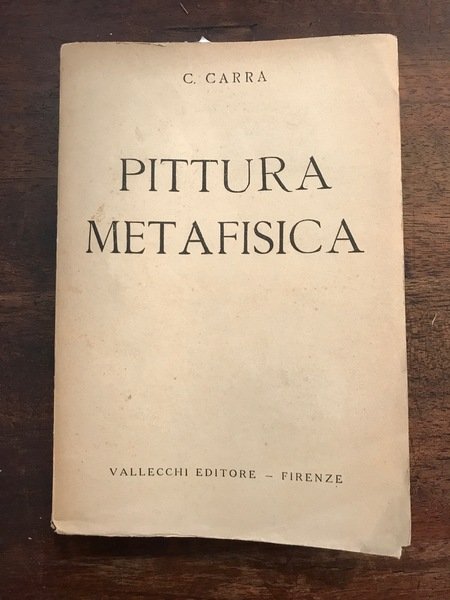 C. CARRA
PITTURA
METAFISICA
VALLECCHI EDITORE – FIRENZE